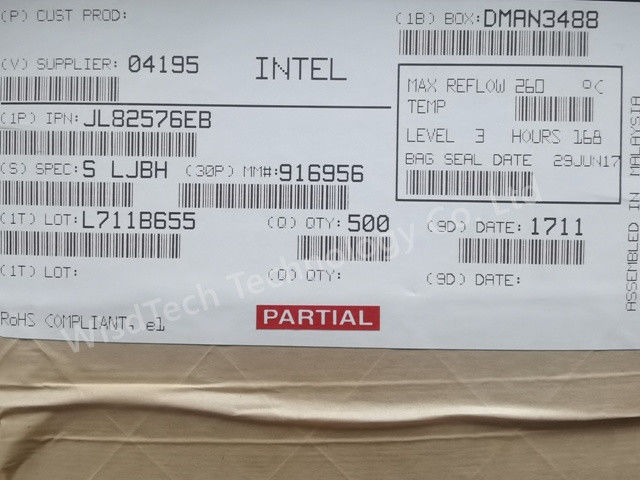 (P) CUST PROD:
(1B) BOX: DMAN3488
(V) SUPPLIER: 04195
INTEL
MAX REFLOW 260 °C
TEMP
(1P) IPN: JL82576EB
LEVEL 3 HOURS 168
BAG SEAL DATE 29JUN17
(S) SPEC: S LJBH (30P) MM#: 916956
(1T) LOT: L711B655 (Q) QTY: 500 (9D) DATE: 1711
(1T) LOT: (Q) QTY: (9D) DATE:
RoHS COMPLIANT, e1
PARTIAL
ASSEMBLED IN MALAYSIA
WisdTech Technology Co Ltd